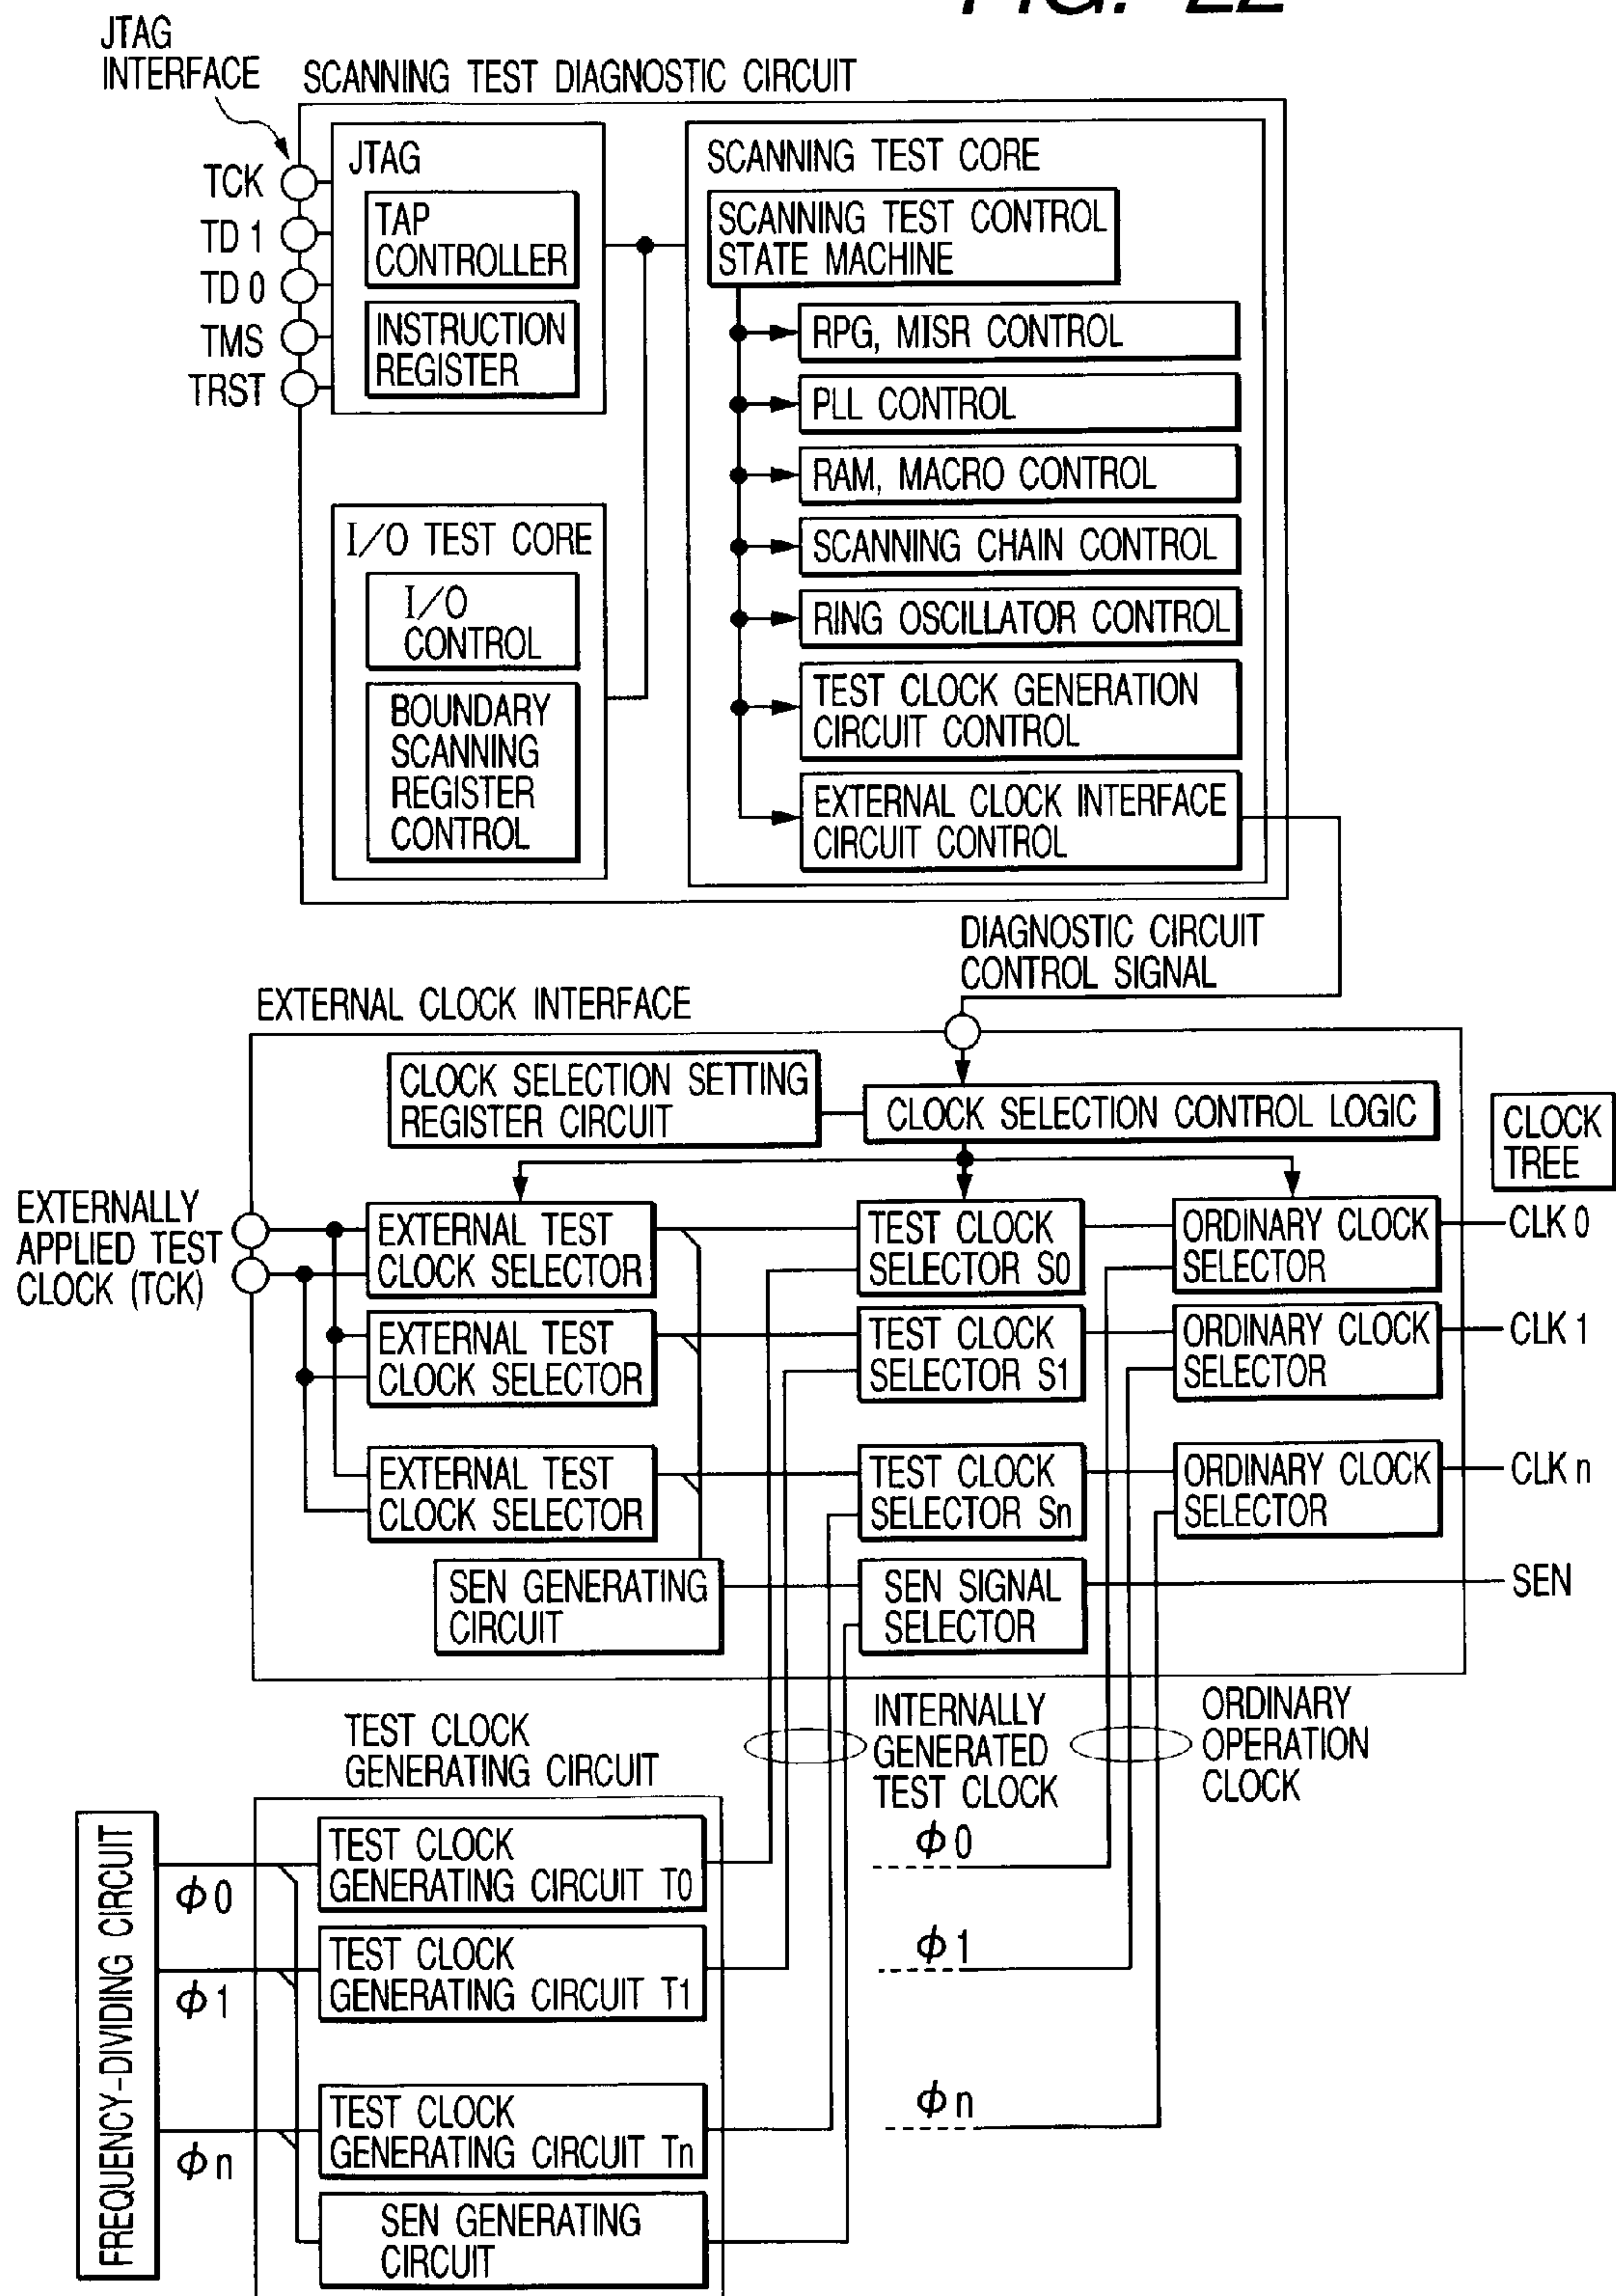 FIG. 22
JTAG
INTERFACE
SCANNING TEST DIAGNOSTIC CIRCUIT
TCK
TD 1
TD 0
TMS
TRST
JTAG
TAP
CONTROLLER
INSTRUCTION
REGISTER
I/O TEST CORE
I/O
CONTROL
BOUNDARY
SCANNING
REGISTER
CONTROL
SCANNING TEST CORE
SCANNING TEST CONTROL
STATE MACHINE
RPG, MISR CONTROL
PLL CONTROL
RAM, MACRO CONTROL
SCANNING CHAIN CONTROL
RING OSCILLATOR CONTROL
TEST CLOCK GENERATION
CIRCUIT CONTROL
EXTERNAL CLOCK INTERFACE
CIRCUIT CONTROL
DIAGNOSTIC CIRCUIT
CONTROL SIGNAL
EXTERNAL CLOCK INTERFACE
CLOCK SELECTION SETTING
REGISTER CIRCUIT
CLOCK SELECTION CONTROL LOGIC
CLOCK
TREE
EXTERNALLY
APPLIED TEST
CLOCK (TCK)
EXTERNAL TEST
CLOCK SELECTOR
TEST CLOCK
SELECTOR S0
ORDINARY CLOCK
SELECTOR
CLK 0
EXTERNAL TEST
CLOCK SELECTOR
TEST CLOCK
SELECTOR S1
ORDINARY CLOCK
SELECTOR
CLK 1
EXTERNAL TEST
CLOCK SELECTOR
TEST CLOCK
SELECTOR Sn
ORDINARY CLOCK
SELECTOR
CLK n
SEN GENERATING
CIRCUIT
SEN SIGNAL
SELECTOR
SEN
TEST CLOCK
GENERATING CIRCUIT
INTERNALLY
GENERATED
TEST CLOCK
ORDINARY
OPERATION
CLOCK
FREQUENCY-DIVIDING CIRCUIT
ϕ0
ϕ1
ϕn
TEST CLOCK
GENERATING CIRCUIT T0
TEST CLOCK
GENERATING CIRCUIT T1
TEST CLOCK
GENERATING CIRCUIT Tn
SEN GENERATING
CIRCUIT
ϕ0
ϕ1
ϕn